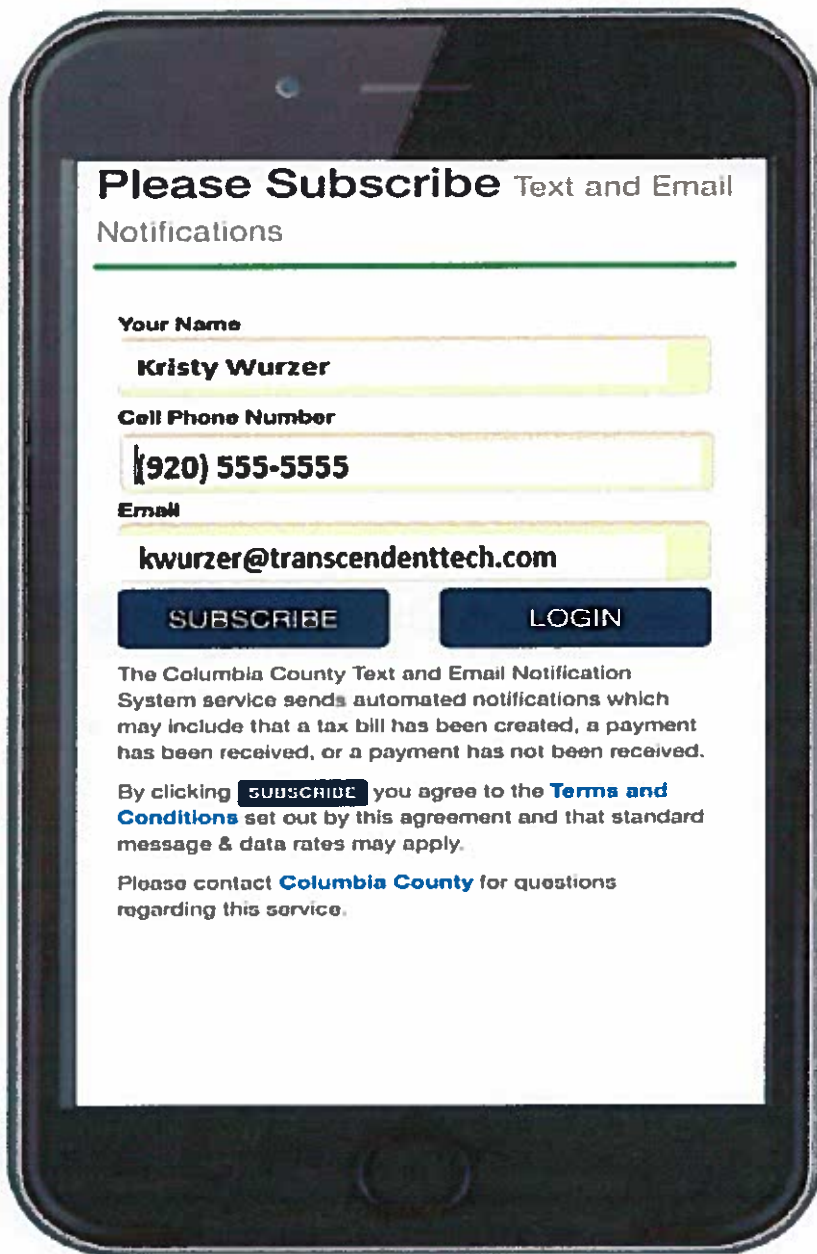 Please Subscribe Text and Email
Notifications
Your Name
Kristy Wurzer
Cell Phone Number
(920) 555-5555
Email
kwurzer@transcendenttech.com
SUBSCRIBE LOGIN
The Columbia County Text and Email Notification
System service sends automated notifications which
may include that a tax bill has been created, a payment
has been received, or a payment has not been received.
By clicking SUBSCRIBE you agree to the Terms and
Conditions set out by this agreement and that standard
message & data rates may apply.
Please contact Columbia County for questions
regarding this service.